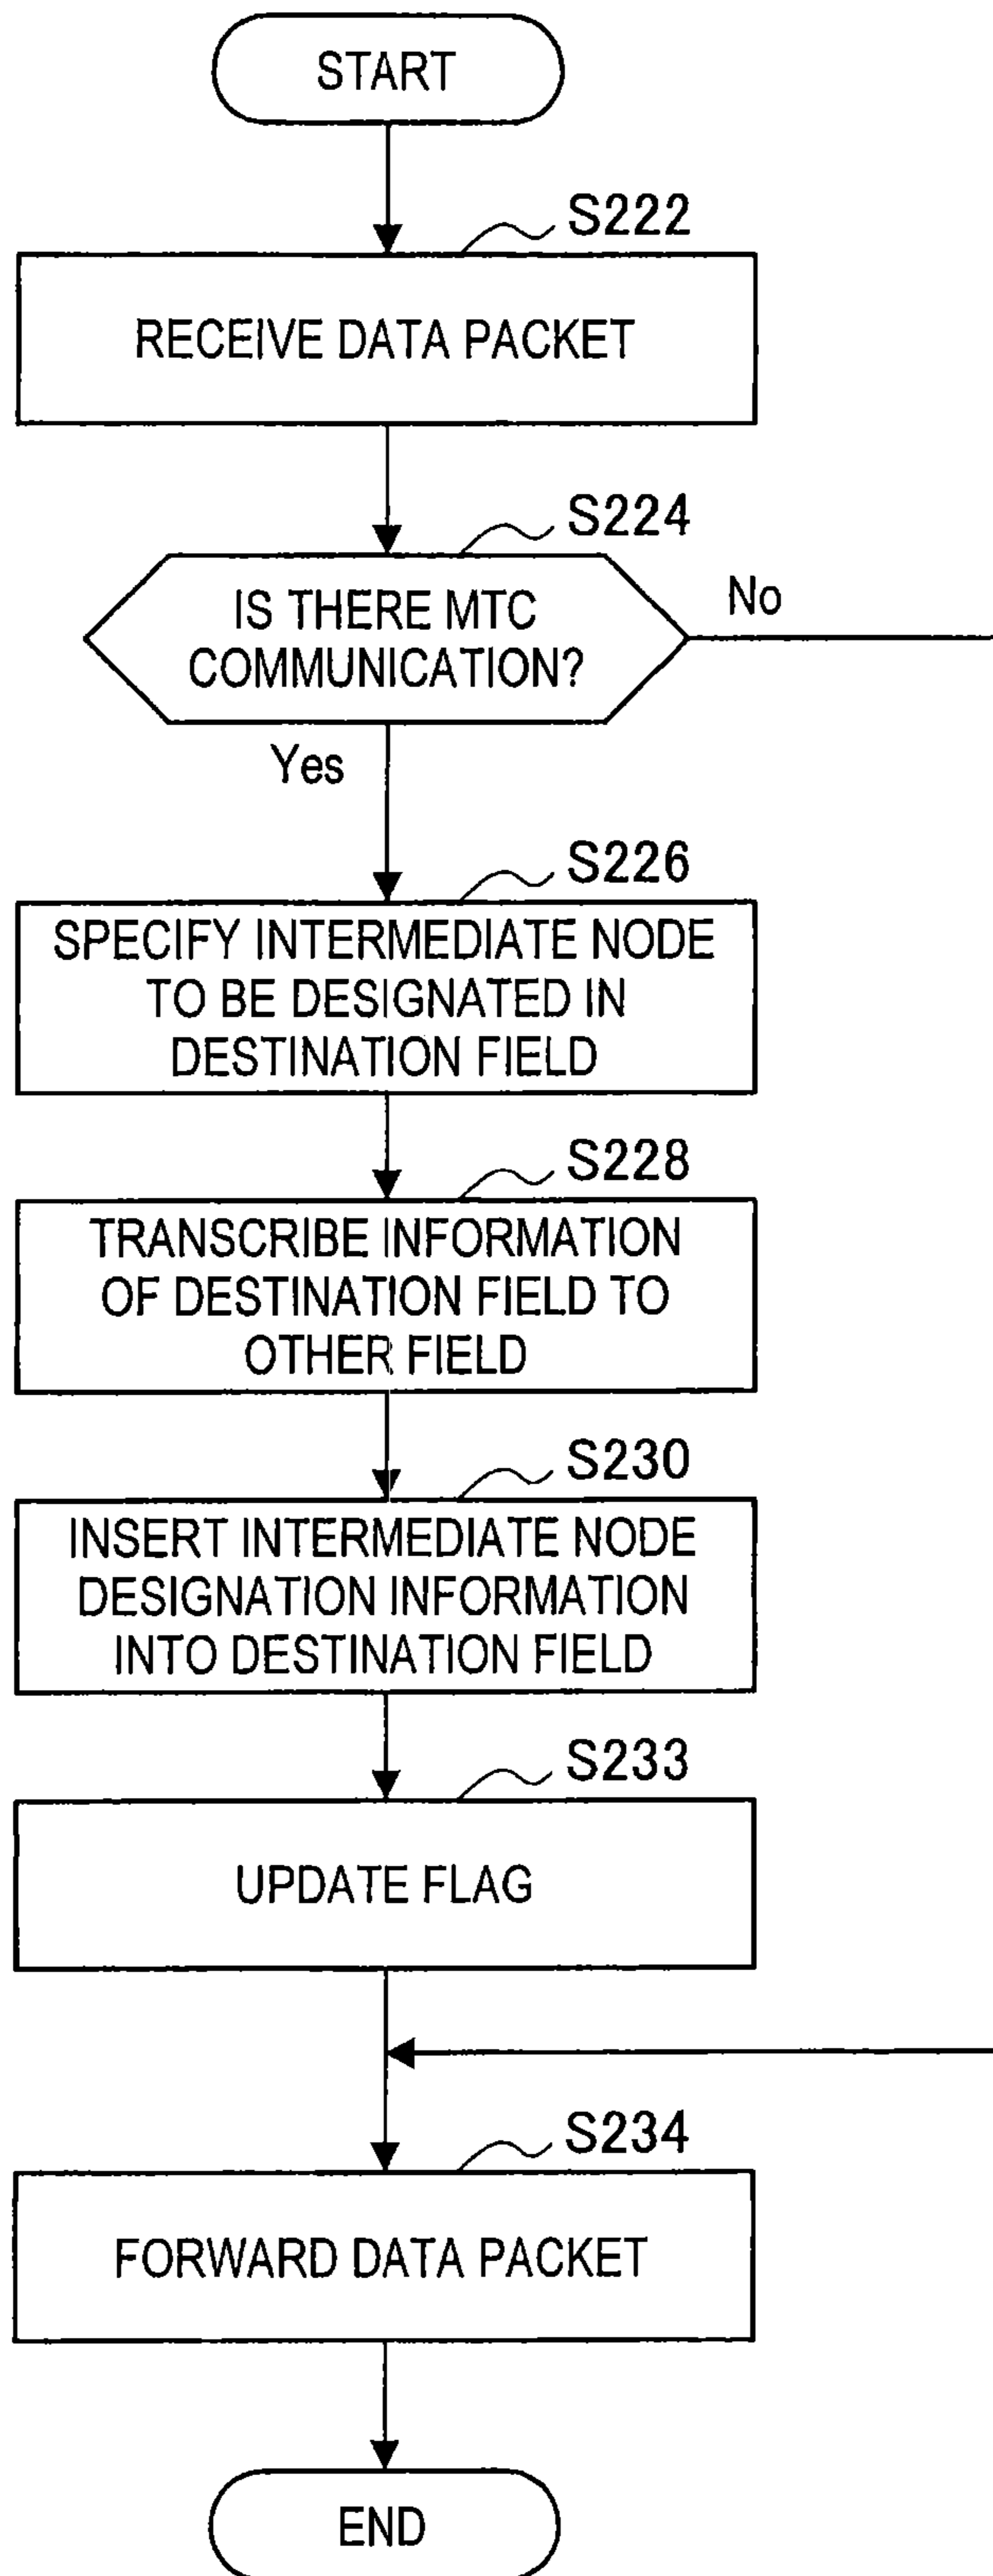 START
S222
RECEIVE DATA PACKET
S224
IS THERE MTC
COMMUNICATION?
No
Yes
S226
SPECIFY INTERMEDIATE NODE
TO BE DESIGNATED IN
DESTINATION FIELD
S228
TRANSCRIBE INFORMATION
OF DESTINATION FIELD TO
OTHER FIELD
S230
INSERT INTERMEDIATE NODE
DESIGNATION INFORMATION
INTO DESTINATION FIELD
S233
UPDATE FLAG
S234
FORWARD DATA PACKET
END